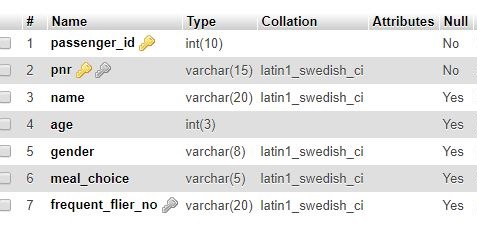 # Name Type Collation Attributes Null
1 passenger_id int(10) No
2 pnr varchar(15) latin1_swedish_ci No
3 name varchar(20) latin1_swedish_ci Yes
4 age int(3) Yes
5 gender varchar(8) latin1_swedish_ci Yes
6 meal_choice varchar(5) latin1_swedish_ci Yes
7 frequent_flier_no varchar(20) latin1_swedish_ci Yes